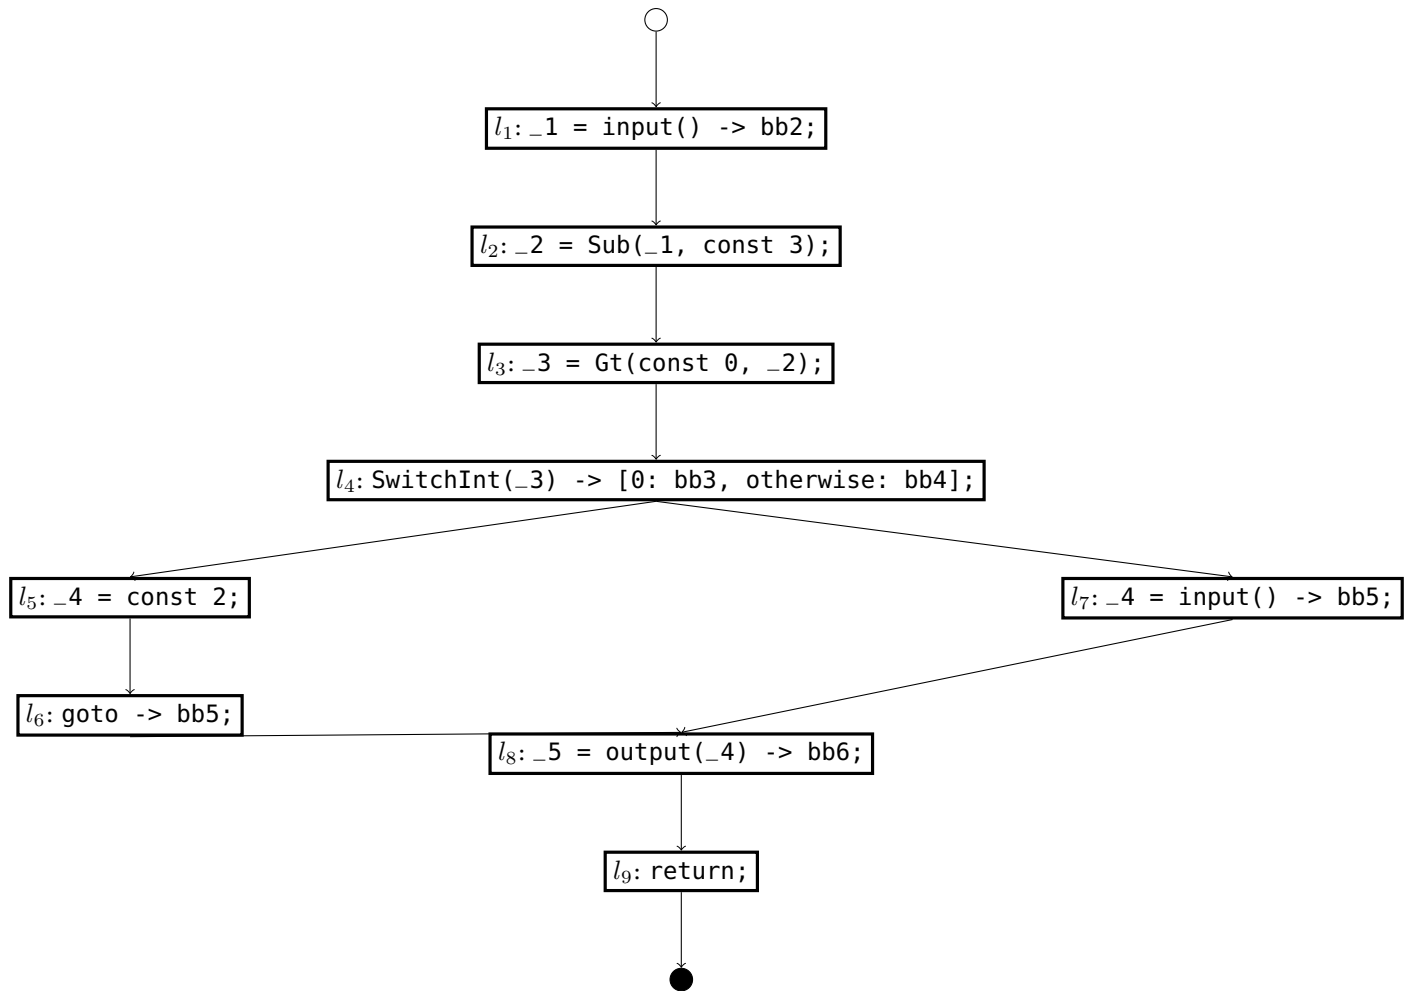 l1: _1 = input() -> bb2;
l2: _2 = Sub(_1, const 3);
l3: _3 = Gt(const 0, _2);
l4: SwitchInt(_3) -> [0: bb3, otherwise: bb4];
l5: _4 = const 2;
l7: _4 = input() -> bb5;
l6: goto -> bb5;
l8: _5 = output(_4) -> bb6;
l9: return;